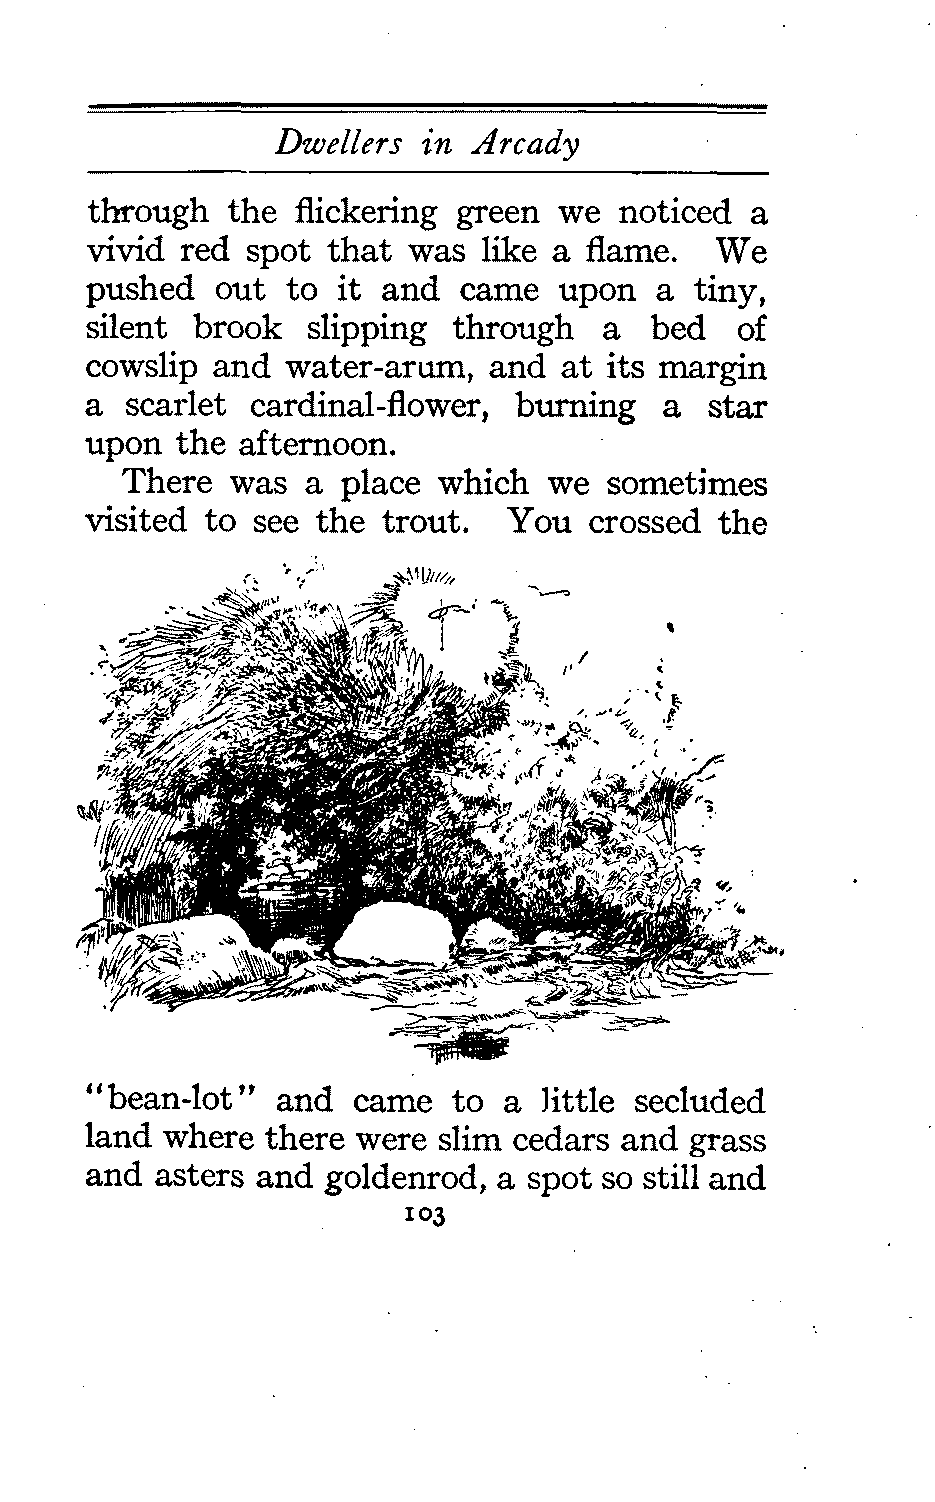 Dwellers in Arcady
through the flickering green we noticed a
vivid red spot that was like a flame. We
pushed out to it and came upon a tiny,
silent brook slipping through a bed of
cowslip and water-arum, and at its margin
a scarlet cardinal-flower, burning a star
upon the afternoon.
There was a place which we sometimes
visited to see the trout. You crossed the
"bean-lot" and came to a little secluded
land where there were slim cedars and grass
and asters and goldenrod, a spot so still and
103